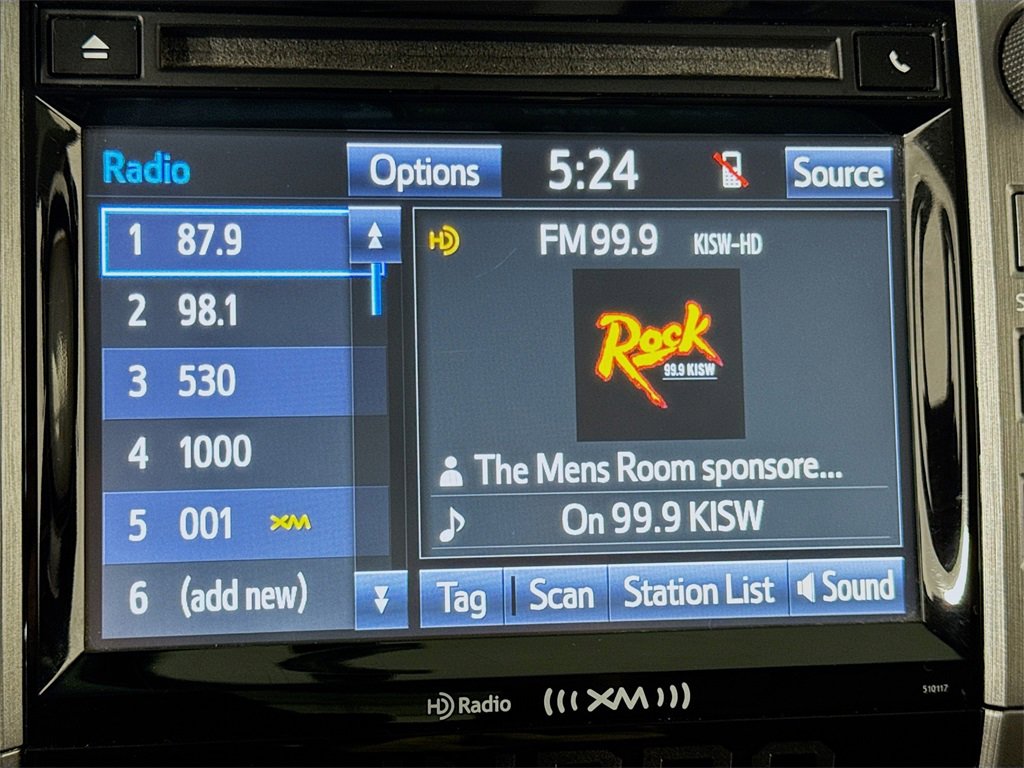 Radio Options 5:24 Source
1 87.9
2 98.1
3 530
4 1000
5 001 XM
6 (add new)
HD FM 99.9 KISW-HD
Rock
99.9 KISW
The Mens Room sponsore...
On 99.9 KISW
Tag Scan Station List Sound
HD Radio XM
510117
S